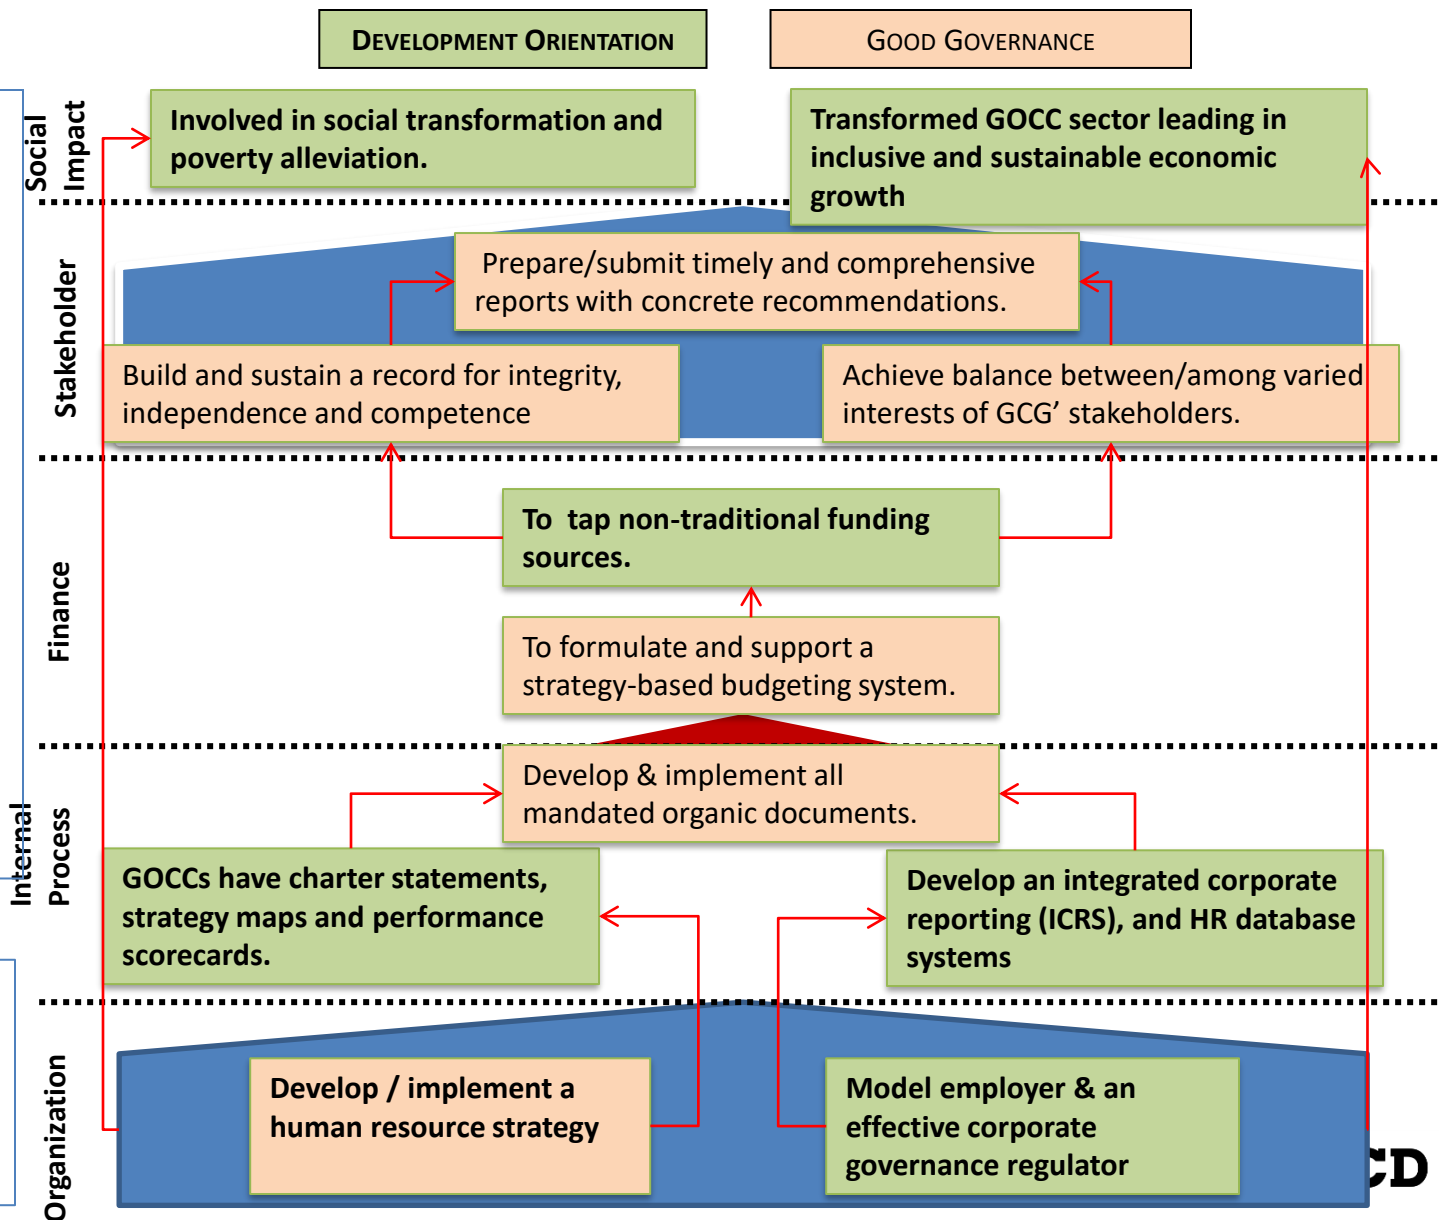 DEVELOPMENT ORIENTATION
GOOD GOVERNANCE
Social
Impact
Involved in social transformation and
poverty alleviation.
Transformed GOCC sector leading in
inclusive and sustainable economic
growth
Stakeholder
Prepare/submit timely and comprehensive
reports with concrete recommendations.
Build and sustain a record for integrity,
independence and competence
Achieve balance between/among varied
interests of GCG' stakeholders.
Finance
To tap non-traditional funding
sources.
To formulate and support a
strategy-based budgeting system.
Internal
Process
Develop & implement all
mandated organic documents.
GOCCs have charter statements,
strategy maps and performance
scorecards.
Develop an integrated corporate
reporting (ICRS), and HR database
systems
Organization
Develop / implement a
human resource strategy
Model employer & an
effective corporate
governance regulator
CD